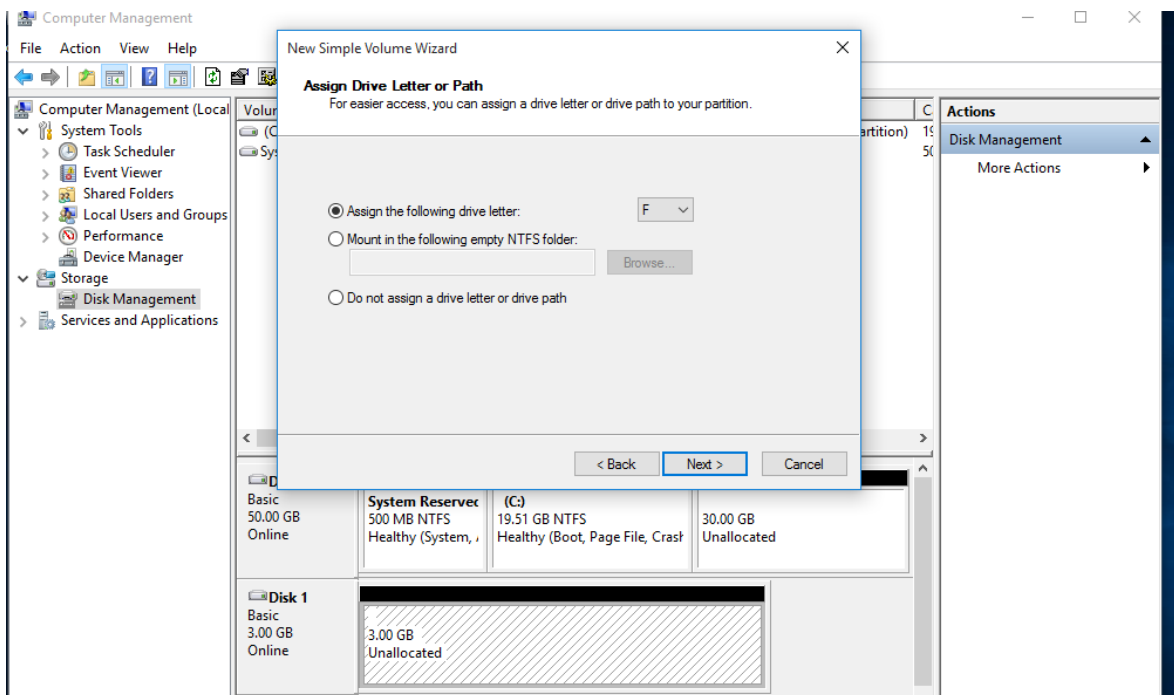 Computer Management
File Action View Help
Computer Management (Local
System Tools
Task Scheduler
Event Viewer
Shared Folders
Local Users and Groups
Performance
Device Manager
Storage
Disk Management
Services and Applications
New Simple Volume Wizard
Assign Drive Letter or Path
For easier access, you can assign a drive letter or drive path to your partition.
Assign the following drive letter: F
Mount in the following empty NTFS folder:
Browse...
Do not assign a drive letter or drive path
< Back Next > Cancel
Basic
50.00 GB
Online
System Reserved
500 MB NTFS
Healthy (System,
(C:)
19.51 GB NTFS
Healthy (Boot, Page File, Crash
30.00 GB
Unallocated
Disk 1
Basic
3.00 GB
Online
3.00 GB
Unallocated
Actions
Disk Management
More Actions